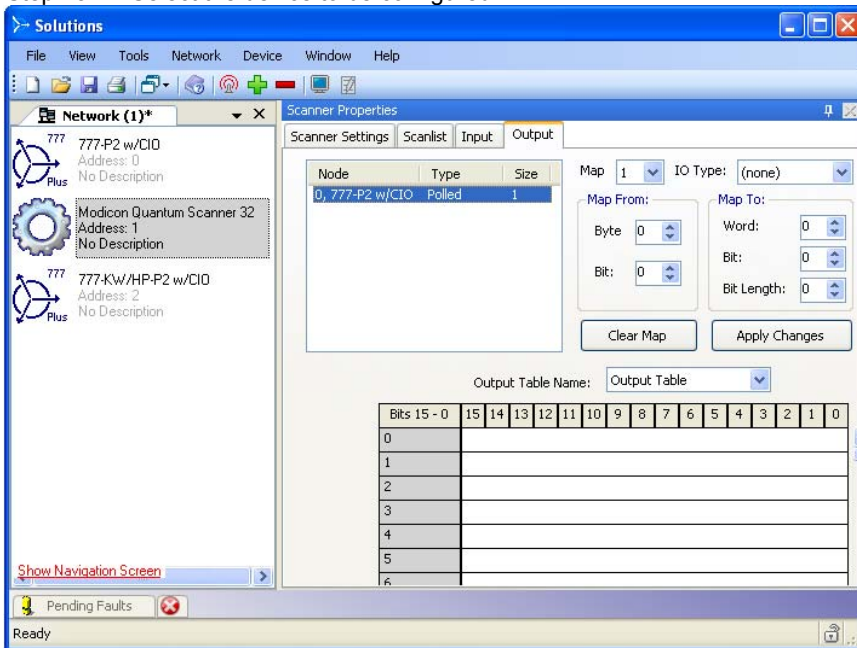 Solutions
File View Tools Network Device Window Help
Network (1)*
777
Plus
777-P2 w/CIO
Address: 0
No Description
Modicon Quantum Scanner 32
Address: 1
No Description
777
Plus
777-KW/HP-P2 w/CIO
Address: 2
No Description
Show Navigation Screen
Scanner Properties
Scanner Settings Scanlist Input Output
Node Type Size
0, 777-P2 w/CIO Polled 1
Map 1 IO Type: (none)
Map From:
Byte 0
Bit: 0
Map To:
Word: 0
Bit: 0
Bit Length: 0
Clear Map Apply Changes
Output Table Name: Output Table
Bits 15 - 0 15 14 13 12 11 10 9 8 7 6 5 4 3 2 1 0
0
1
2
3
4
5
6
Pending Faults
Ready